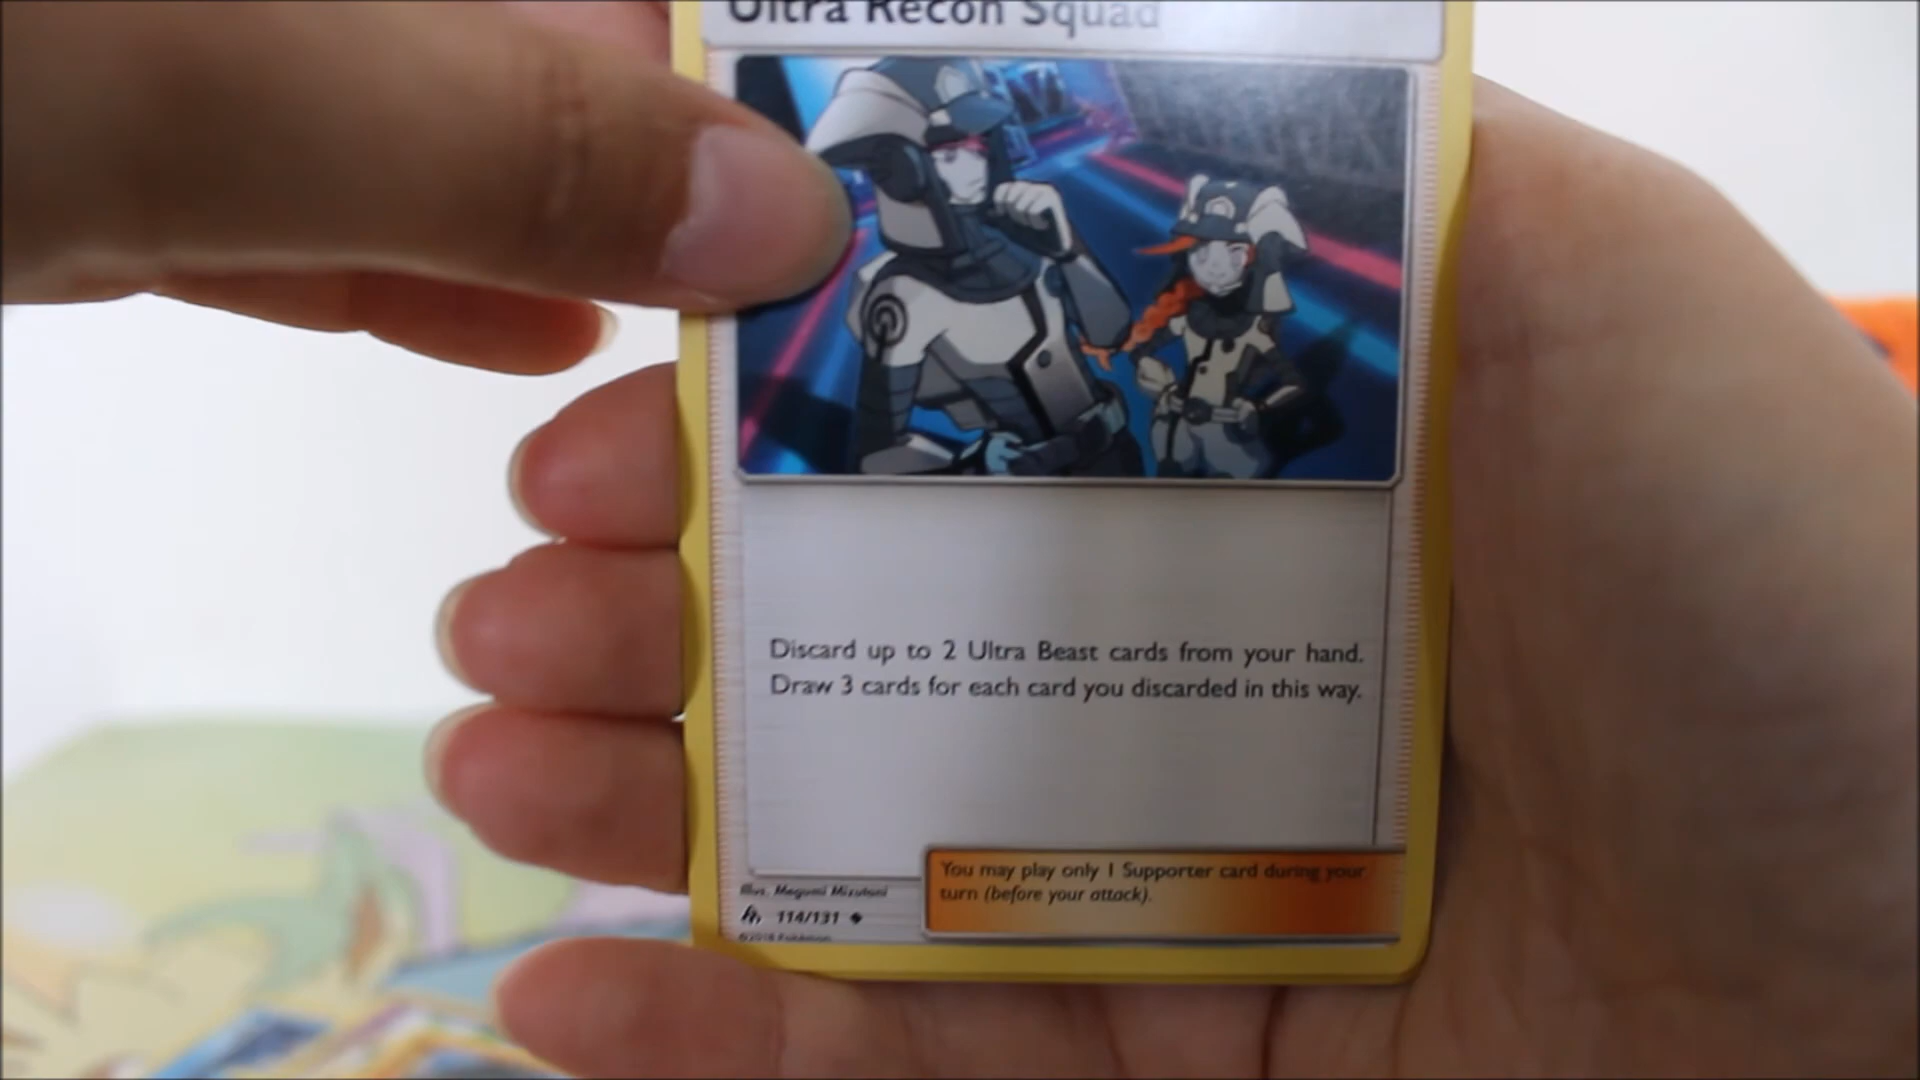 Ultra Recon Squad
Discard up to 2 Ultra Beast cards from your hand.
Draw 3 cards for each card you discarded in this way.
You may play only 1 Supporter card during your
turn (before your attack).
Illus. Megumi Mizutani
114/131
©2018 Pokémon